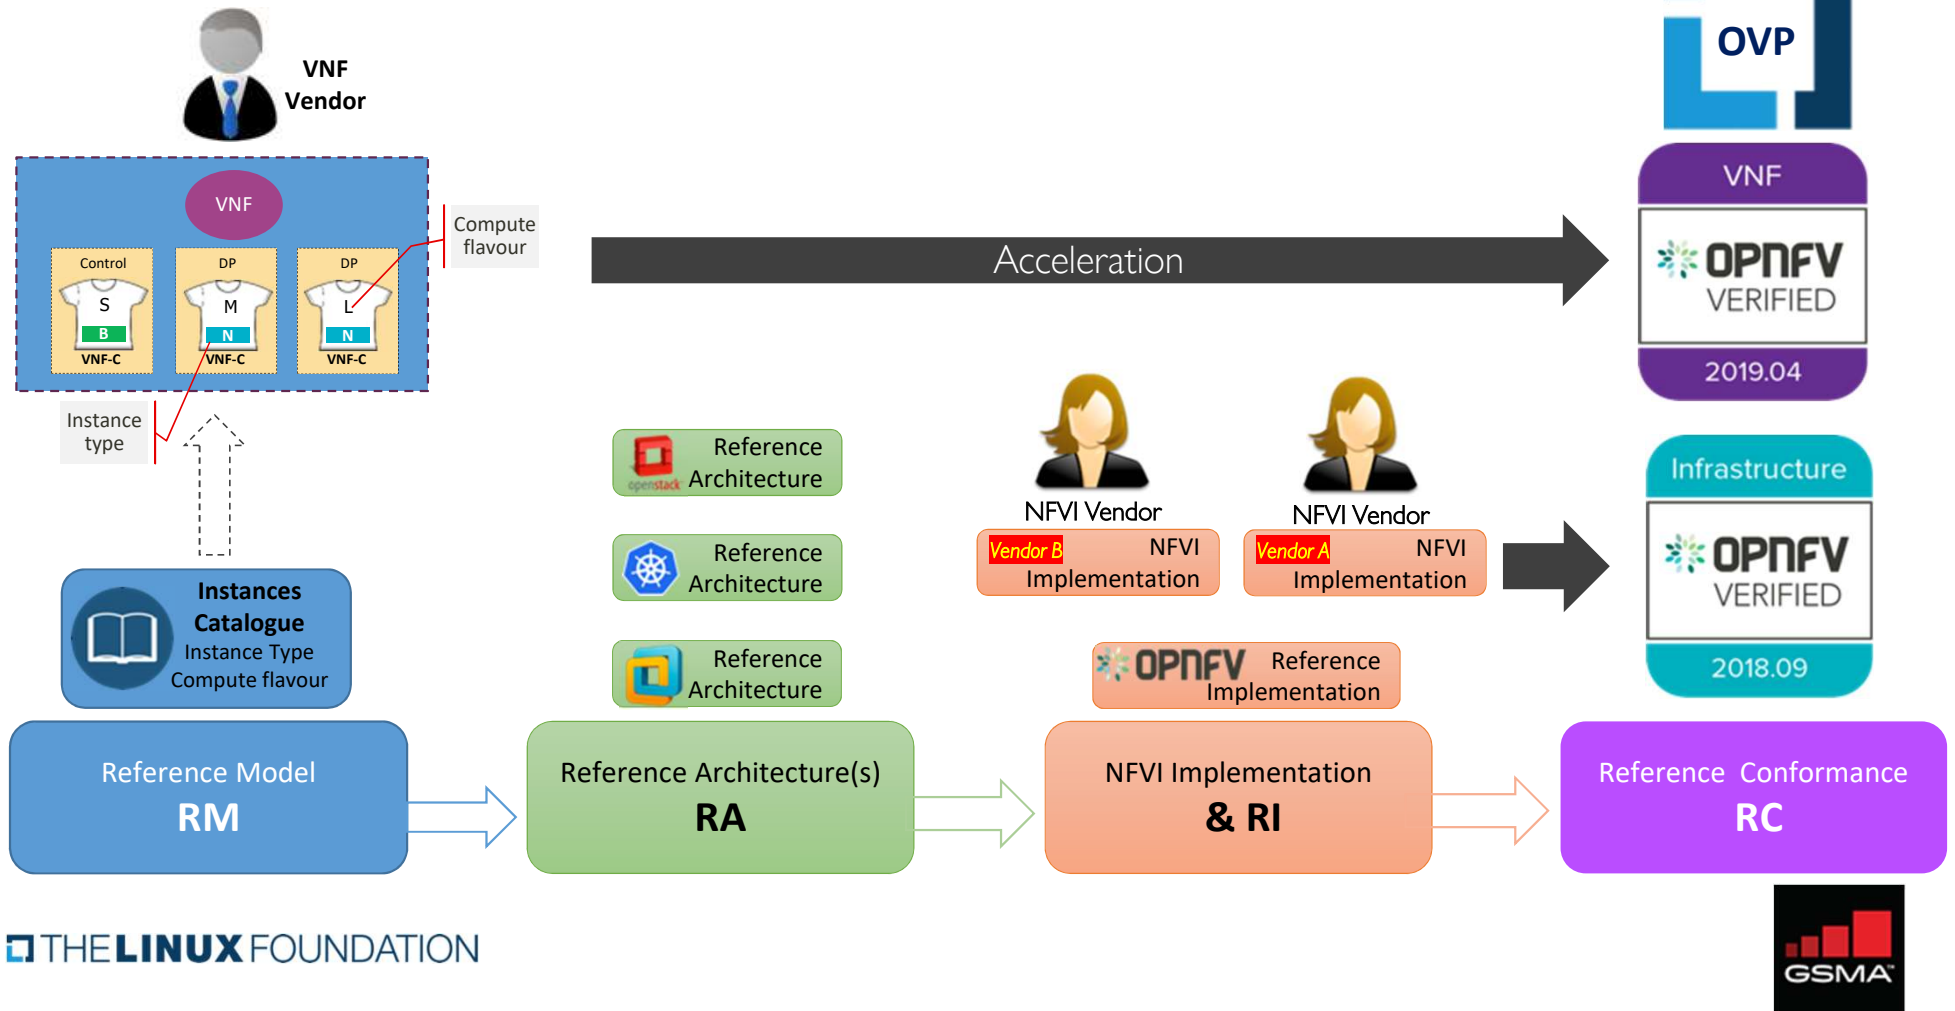 VNF
Vendor
OVP
VNF
Compute
flavour
Control
S
B
VNF-C
DP
M
N
VNF-C
DP
L
N
VNF-C
Instance
type
Acceleration
VNF
OPNFV
VERIFIED
2019.04
openstack
Reference
Architecture
Reference
Architecture
Reference
Architecture
NFVI Vendor
Vendor B NFVI
Implementation
NFVI Vendor
Vendor A NFVI
Implementation
OPNFV Reference
Implementation
Infrastructure
OPNFV
VERIFIED
2018.09
Instances
Catalogue
Instance Type
Compute flavour
Reference Model
RM
Reference Architecture(s)
RA
NFVI Implementation
& RI
Reference Conformance
RC
THE LINUX FOUNDATION
GSMA™